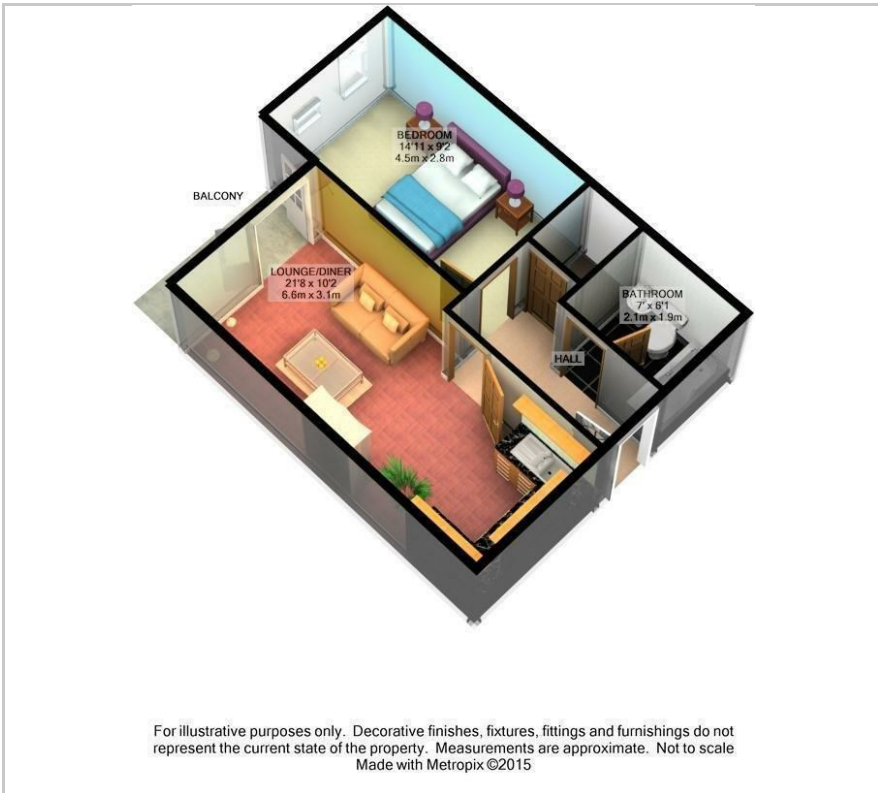 BEDROOM
14'11 x 9'2
4.5m x 2.8m
BALCONY
LOUNGE/DINER
21'8 x 10'2
6.6m x 3.1m
BATHROOM
7' x 6'1
2.1m x 1.9m
HALL
For illustrative purposes only. Decorative finishes, fixtures, fittings and furnishings do not
represent the current state of the property. Measurements are approximate. Not to scale
Made with Metropix ©2015